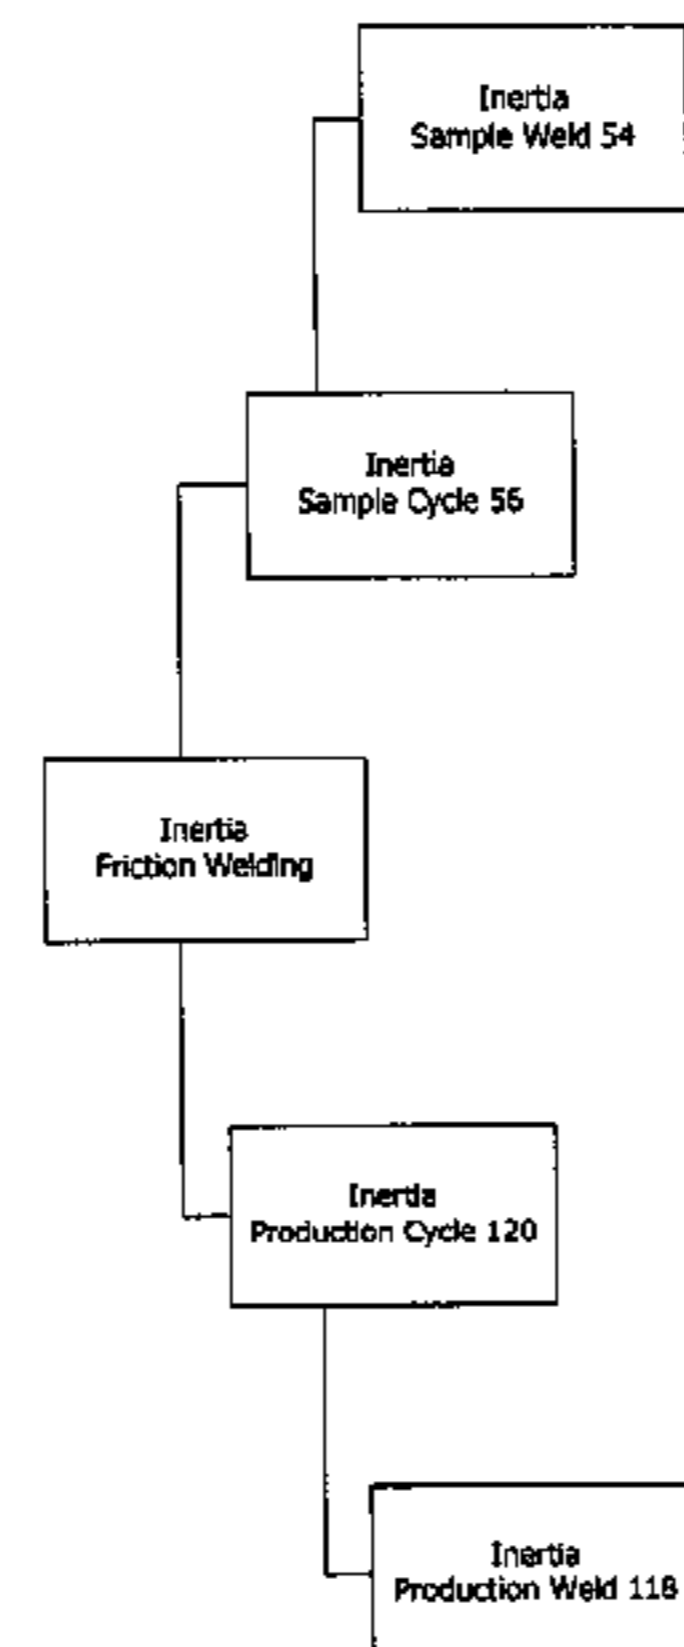 Inertia
Sample Weld 54
Inertia
Sample Cycle 56
Inertia
Friction Welding
Inertia
Production Cycle 120
Inertia
Production Weld 118